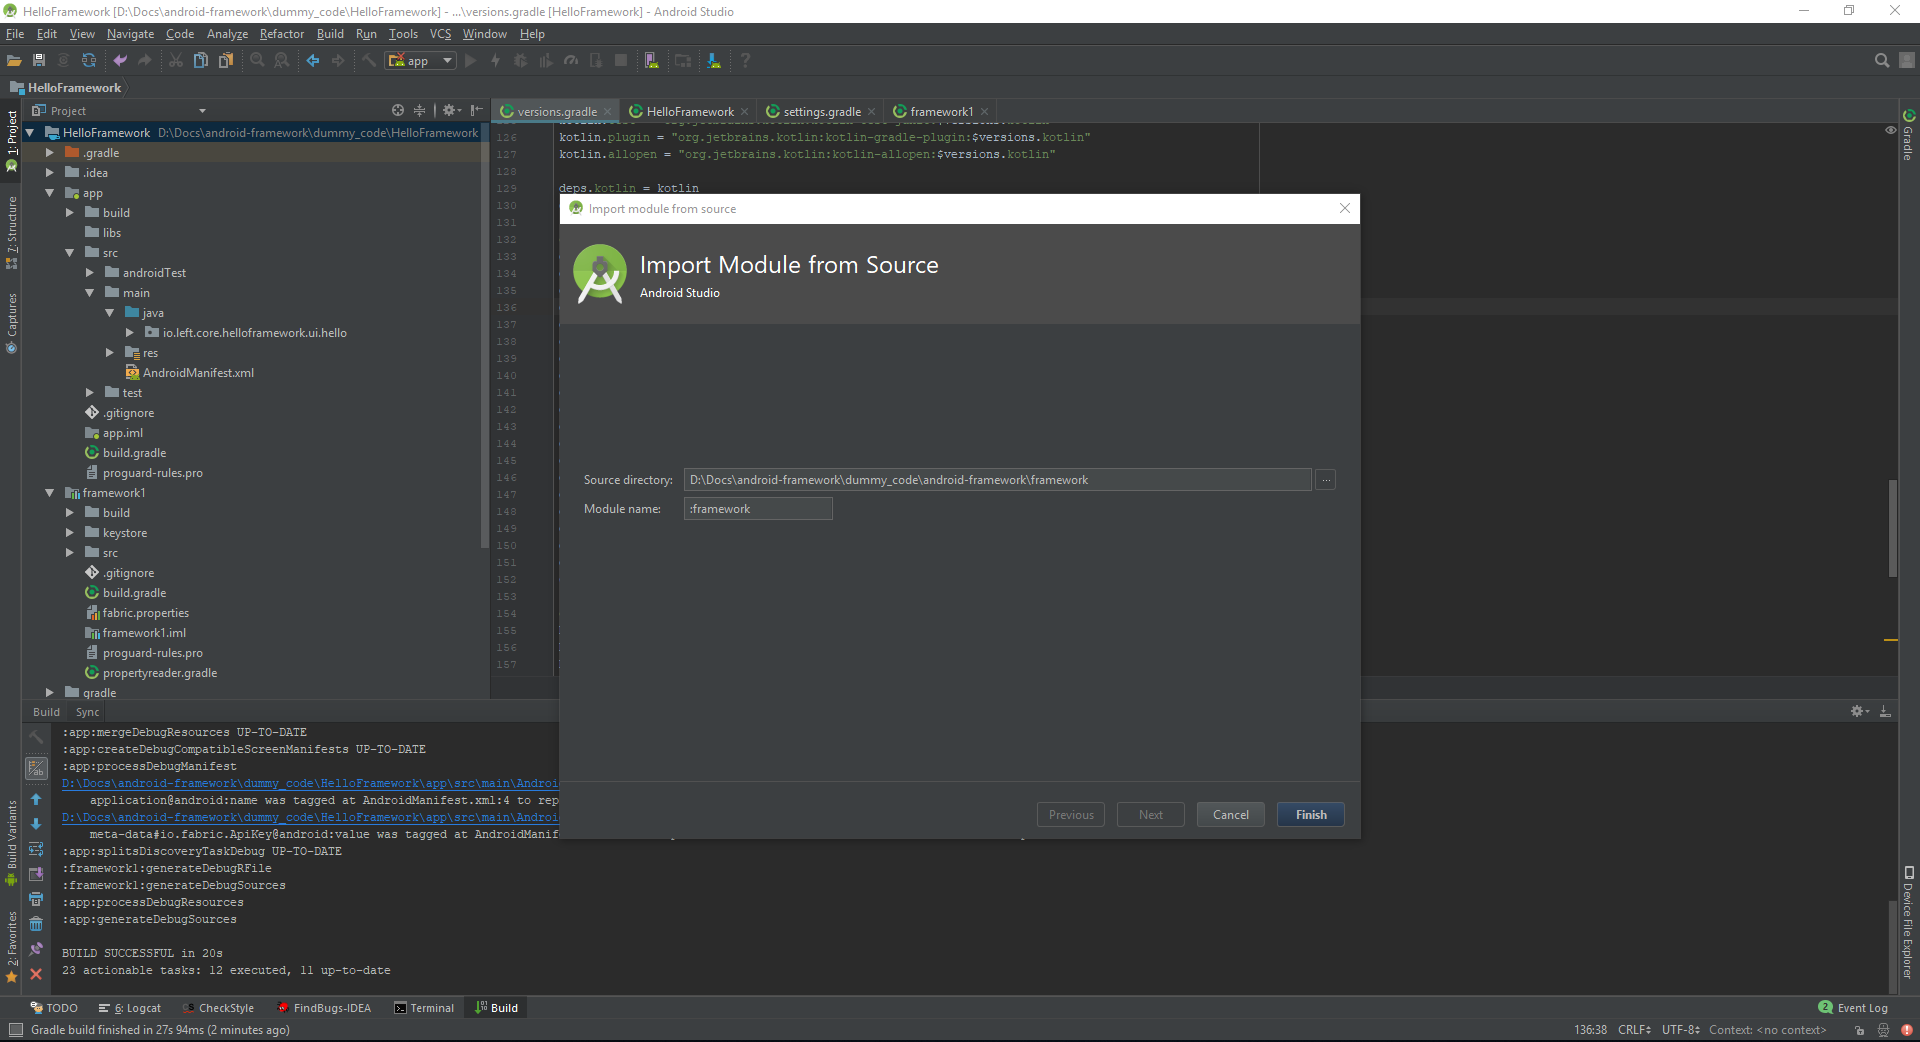 HelloFramework [D:\Docs\android-framework\dummy_code\HelloFramework] - ...\versions.gradle [HelloFramework] - Android Studio
File Edit View Navigate Code Analyze Refactor Build Run Tools VCS Window Help
app
HelloFramework
Project
versions.gradle HelloFramework settings.gradle framework1
1: Project
7: Structure
Captures
Build Variants
2: Favorites
HelloFramework D:\Docs\android-framework\dummy_code\HelloFramework
.gradle
.idea
app
build
libs
src
androidTest
main
java
io.left.core.helloframework.ui.hello
res
AndroidManifest.xml
test
.gitignore
app.iml
build.gradle
proguard-rules.pro
framework1
build
keystore
src
.gitignore
build.gradle
fabric.properties
framework1.iml
proguard-rules.pro
propertyreader.gradle
gradle
126 kotlin.plugin = "org.jetbrains.kotlin:kotlin-gradle-plugin:$versions.kotlin"
127 kotlin.allopen = "org.jetbrains.kotlin:kotlin-allopen:$versions.kotlin"
128
129 deps.kotlin = kotlin
130
131
132
133
134
135
136
137
138
139
140
141
142
143
144
145
146
147
148
149
150
151
152
153
154
155
156
157
Import module from source
Import Module from Source
Android Studio
Source directory: D:\Docs\android-framework\dummy_code\android-framework\framework ...
Module name: :framework
Previous Next Cancel Finish
Gradle
Device File Explorer
Build Sync
:app:mergeDebugResources UP-TO-DATE
:app:createDebugCompatibleScreenManifests UP-TO-DATE
:app:processDebugManifest
D:\Docs\android-framework\dummy_code\HelloFramework\app\src\main\Androi
application@android:name was tagged at AndroidManifest.xml:4 to rep
D:\Docs\android-framework\dummy_code\HelloFramework\app\src\main\Androi
meta-data#io.fabric.ApiKey@android:value was tagged at AndroidManif
:app:splitsDiscoveryTaskDebug UP-TO-DATE
:framework1:generateDebugRFile
:framework1:generateDebugSources
:app:processDebugResources
:app:generateDebugSources
BUILD SUCCESSFUL in 20s
23 actionable tasks: 12 executed, 11 up-to-date
TODO 6: Logcat CheckStyle FindBugs-IDEA Terminal Build 2 Event Log
Gradle build finished in 27s 94ms (2 minutes ago) 136:38 CRLF UTF-8 Context: <no context>